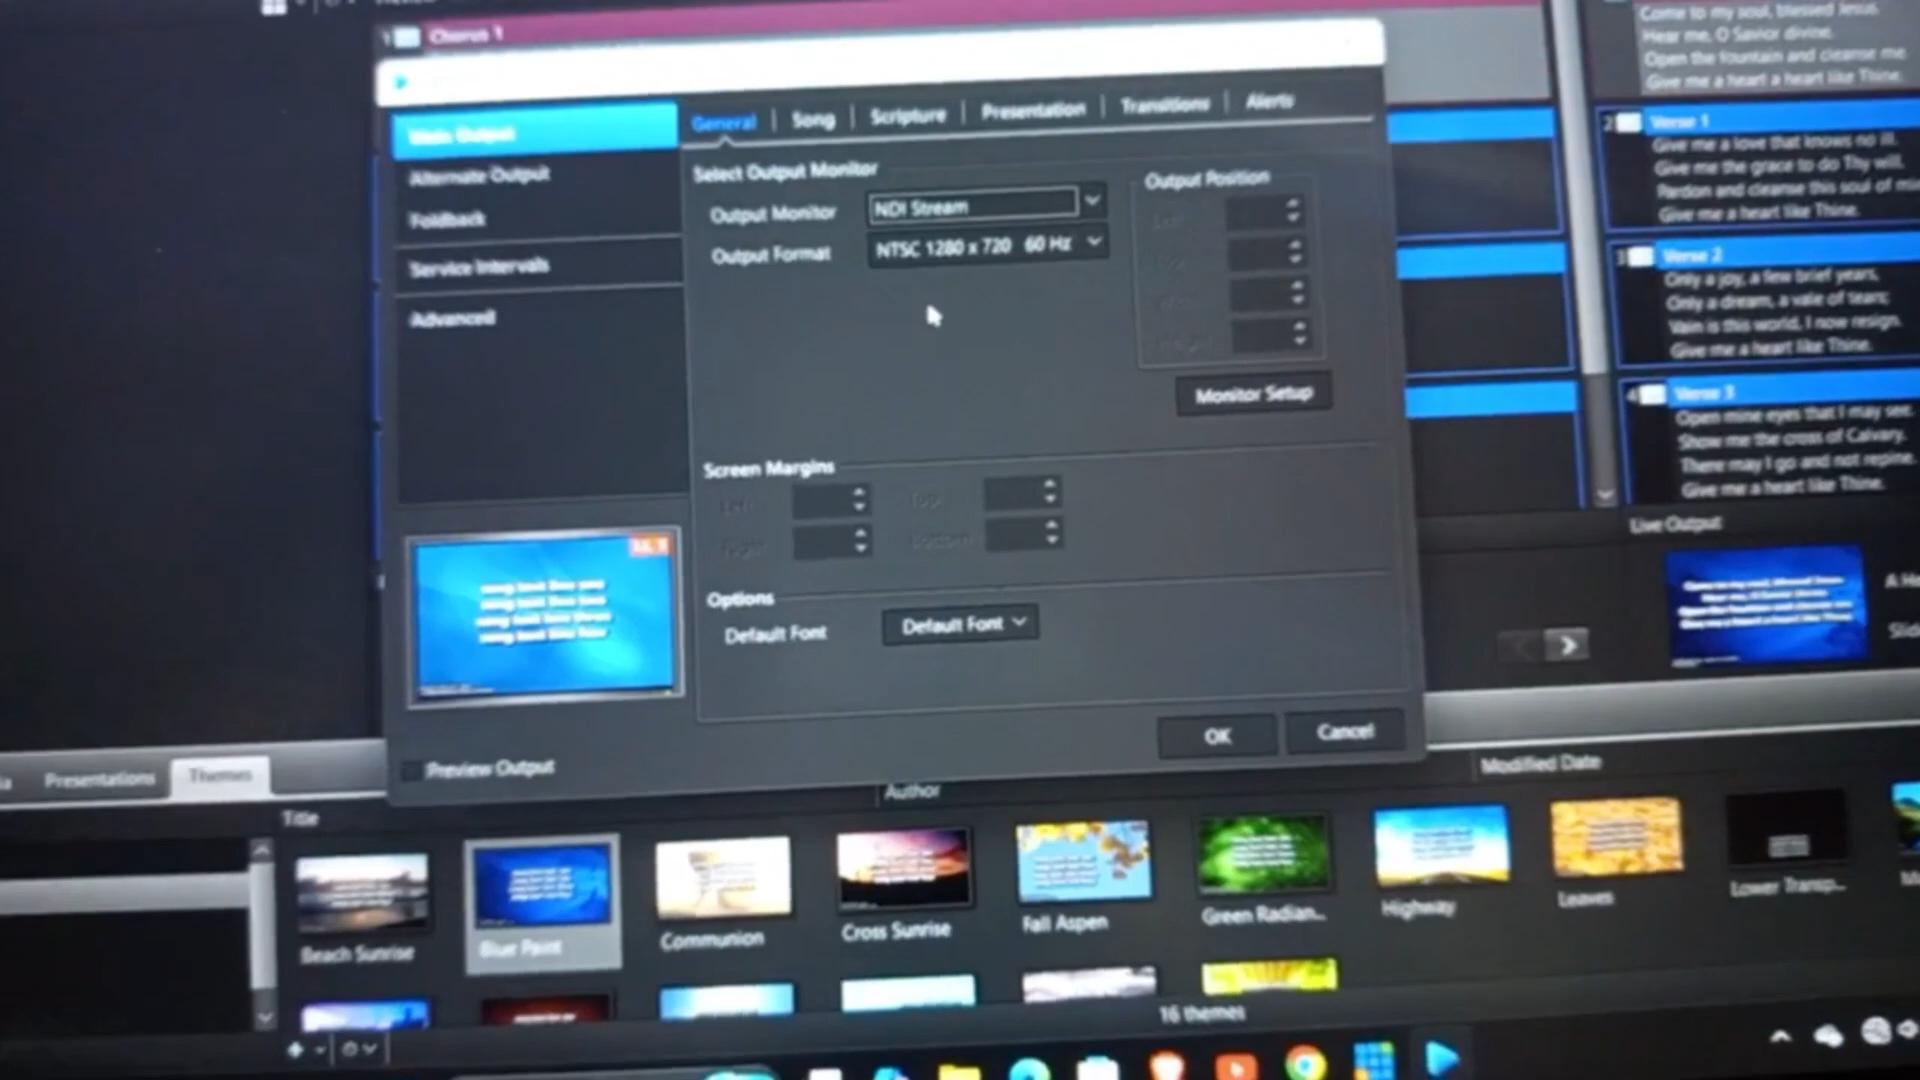 Chorus 1
Come to my soul, blessed Jesus.
Hear me, O Savior divine.
Open the fountain and cleanse me
Give me a heart a heart like Thine.
Main Output
General
Song
Scripture
Presentation
Transitions
Alerts
Alternate Output
Foldback
Service Intervals
Advanced
Select Output Monitor
Output Monitor
NDI Stream
Output Format
NTSC 1280 x 720 60 Hz
Output Position
Monitor Setup
Screen Margins
Left
Top
Right
Bottom
Options
Default Font
Default Font
OK
Cancel
Preview Output
2
Verse 1
Give me a love that knows no ill.
Give me the grace to do Thy will,
Pardon and cleanse this soul of
Give me a heart like Thine.
3
Verse 2
Only a joy, a few brief years,
Only a dream, a vale of tears;
Vain is this world, I now resign.
Give me a heart like Thine.
4
Verse 3
Open mine eyes that I may see.
Show me the cross of Calvary.
There may I go and not repine.
Give me a heart like Thine.
Live Output
Presentations
Themes
Title
Author
Modified Date
Beach Sunrise
Blue Paint
Communion
Cross Sunrise
Fall Aspen
Green Radian...
Highway
Leaves
Lower Transp...
16 themes